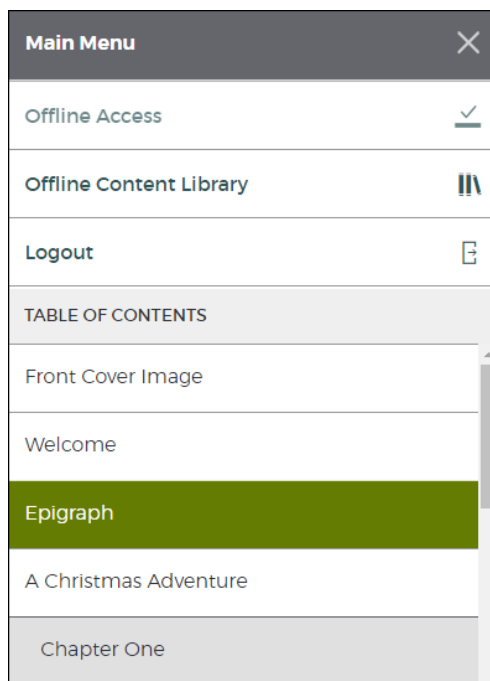 Main Menu
Offline Access
Offline Content Library
Logout
TABLE OF CONTENTS
Front Cover Image
Welcome
Epigraph
A Christmas Adventure
Chapter One